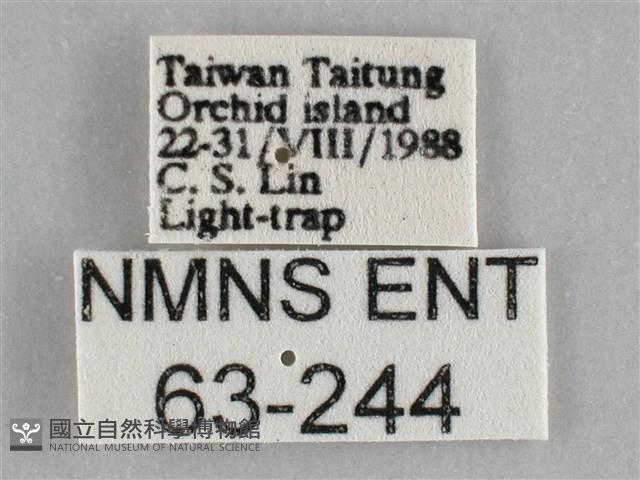 Taiwan Taitung
Orchid island
22-31/VIII/1988
C. S. Lin
Light-trap
NMNS ENT
63-244
國立自然科學博物館
NATIONAL MUSEUM OF NATURAL SCIENCE